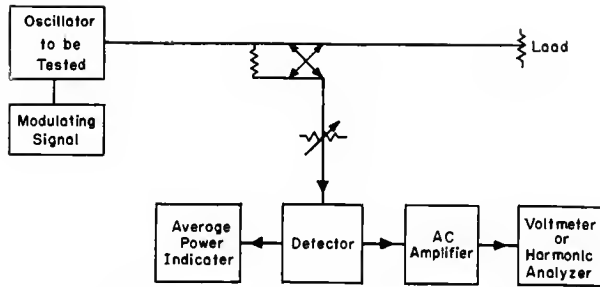 Oscillator
to be
Tested
Load
Modulating
Signal
Average
Power
Indicater
Detector
AC
Amplifier
Voltmeter
or
Harmonic
Analyzer